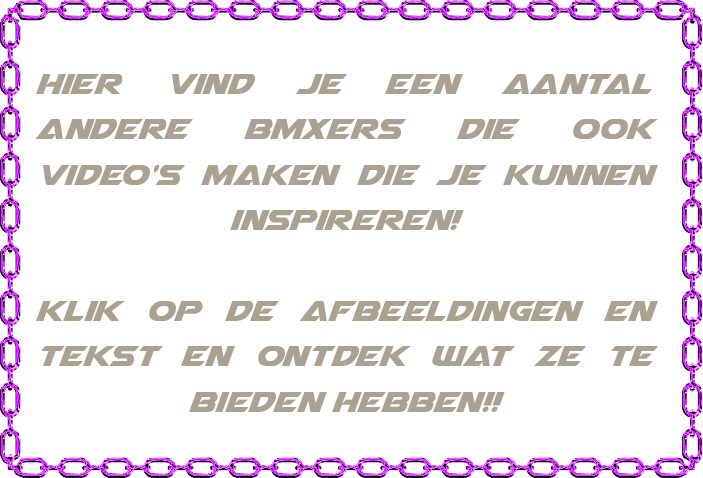 HIER VIND JE EEN AANTAL
ANDERE BMXERS DIE OOK
VIDEO'S MAKEN DIE JE KUNNEN
INSPIREREN!
KLIK OP DE AFBEELDINGEN EN
TEKST EN ONTDEK WAT ZE TE
BIEDEN HEBBEN!!